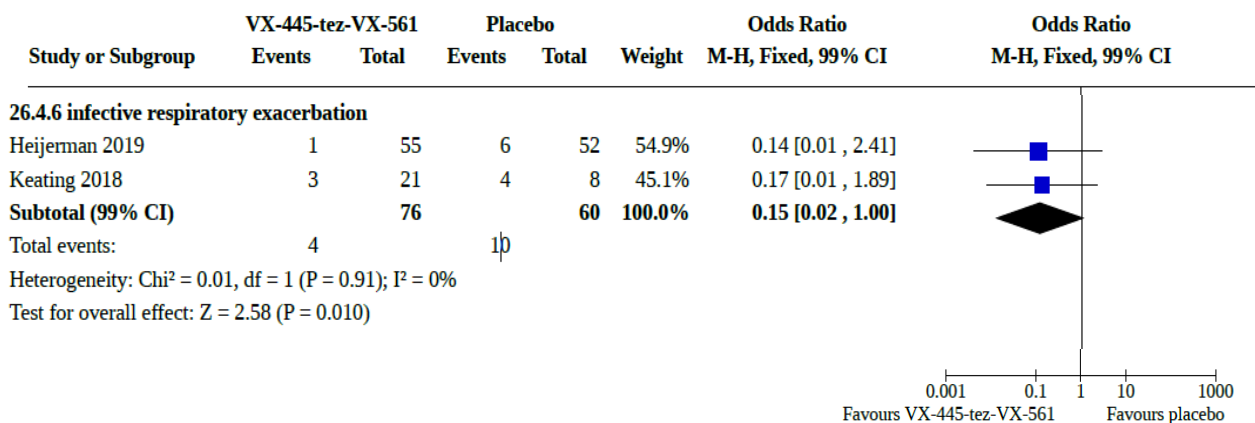 VX-445-tez-VX-561 Placebo Odds Ratio Odds Ratio
Study or Subgroup Events Total Events Total Weight M-H, Fixed, 99% CI M-H, Fixed, 99% CI
26.4.6 infective respiratory exacerbation
Heijerman 2019 1 55 6 52 54.9% 0.14 [0.01 , 2.41]
Keating 2018 3 21 4 8 45.1% 0.17 [0.01 , 1.89]
Subtotal (99% CI) 76 60 100.0% 0.15 [0.02 , 1.00]
Total events: 4 10
Heterogeneity: Chi² = 0.01, df = 1 (P = 0.91); I² = 0%
Test for overall effect: Z = 2.58 (P = 0.010)
0.001 0.1 1 10 1000
Favours VX-445-tez-VX-561 Favours placebo